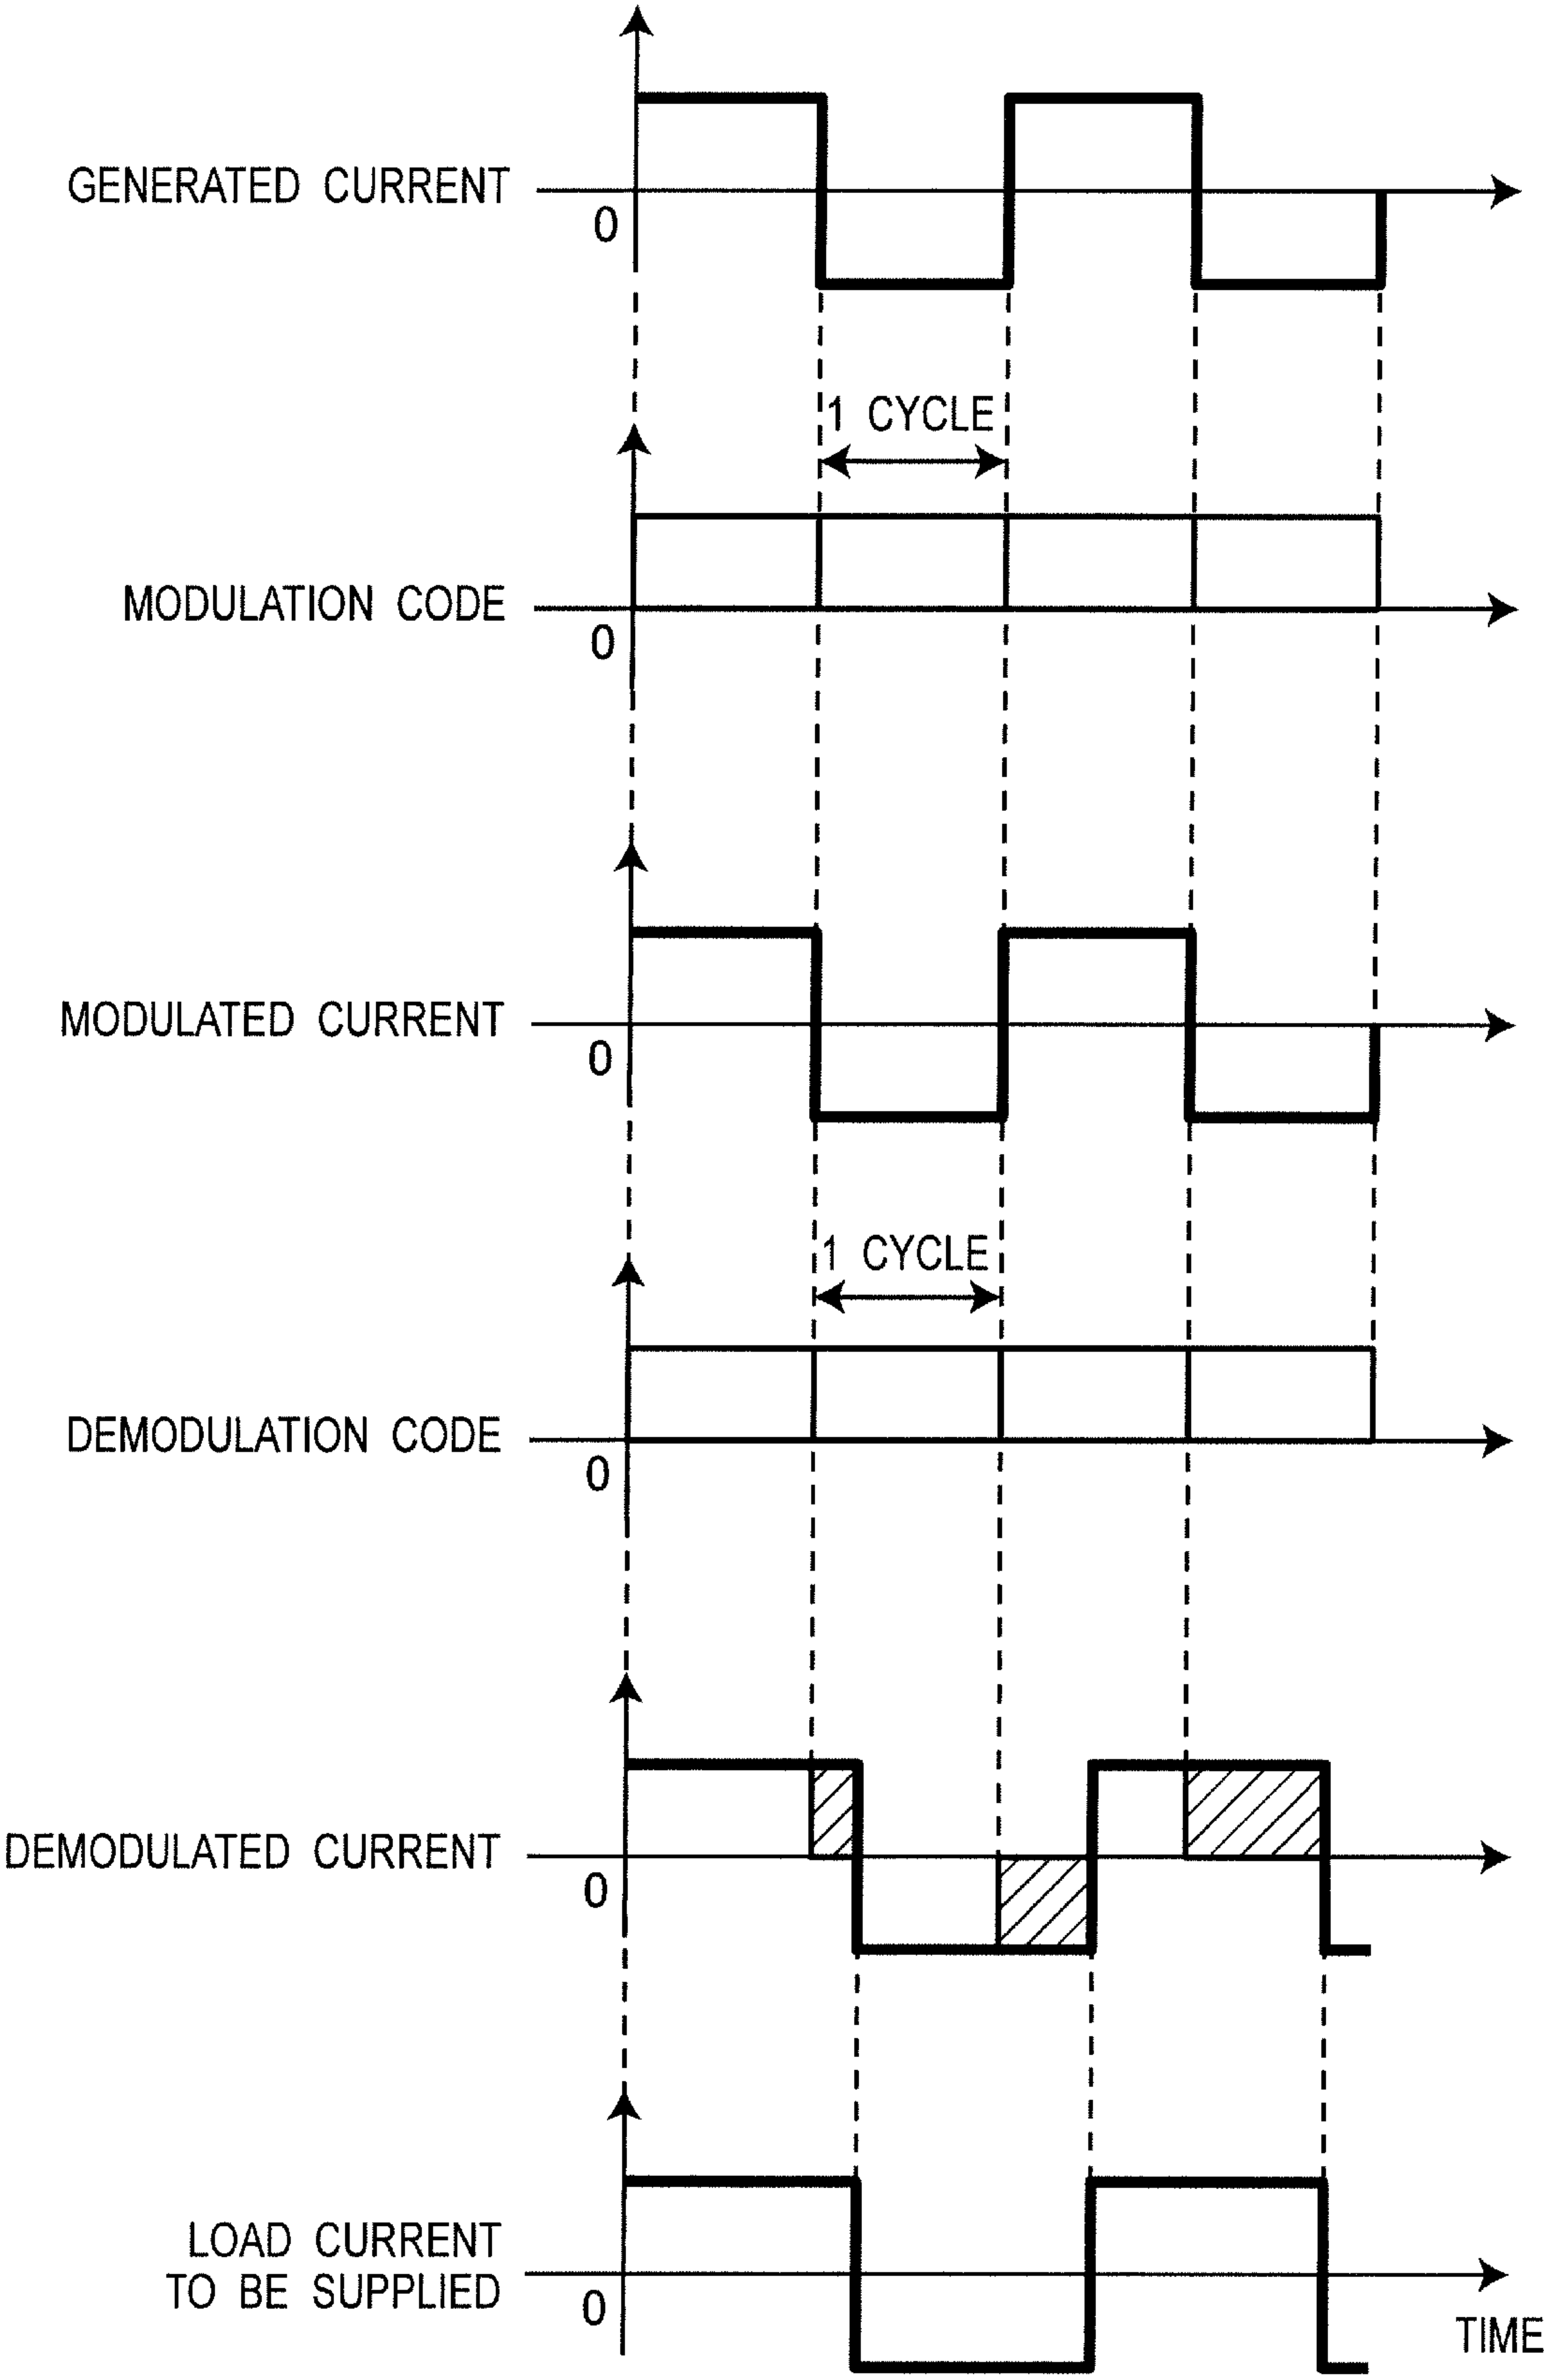 GENERATED CURRENT
0
1 CYCLE
MODULATION CODE
0
MODULATED CURRENT
0
1 CYCLE
DEMODULATION CODE
0
DEMODULATED CURRENT
0
LOAD CURRENT
TO BE SUPPLIED
0
TIME